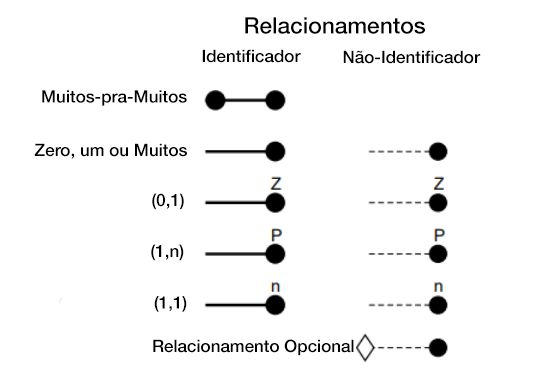 Relacionamentos
Identificador Não-Identificador
Muitos-pra-Muitos
Zero, um ou Muitos
Z Z
(0,1)
P P
(1,n)
n n
(1,1)
Relacionamento Opcional